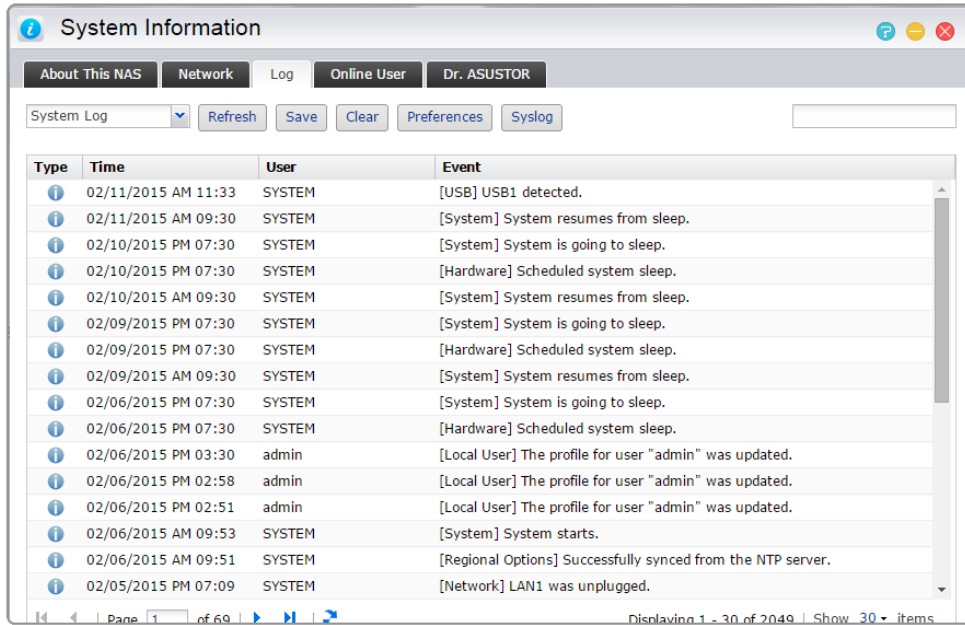 System Information
About This NAS Network Log Online User Dr. ASUSTOR
System Log Refresh Save Clear Preferences Syslog
Type Time User Event
02/11/2015 AM 11:33 SYSTEM [USB] USB1 detected.
02/11/2015 AM 09:30 SYSTEM [System] System resumes from sleep.
02/10/2015 PM 07:30 SYSTEM [System] System is going to sleep.
02/10/2015 PM 07:30 SYSTEM [Hardware] Scheduled system sleep.
02/10/2015 AM 09:30 SYSTEM [System] System resumes from sleep.
02/09/2015 PM 07:30 SYSTEM [System] System is going to sleep.
02/09/2015 PM 07:30 SYSTEM [Hardware] Scheduled system sleep.
02/09/2015 AM 09:30 SYSTEM [System] System resumes from sleep.
02/06/2015 PM 07:30 SYSTEM [System] System is going to sleep.
02/06/2015 PM 07:30 SYSTEM [Hardware] Scheduled system sleep.
02/06/2015 PM 03:30 admin [Local User] The profile for user "admin" was updated.
02/06/2015 PM 02:58 admin [Local User] The profile for user "admin" was updated.
02/06/2015 PM 02:51 admin [Local User] The profile for user "admin" was updated.
02/06/2015 AM 09:53 SYSTEM [System] System starts.
02/06/2015 AM 09:51 SYSTEM [Regional Options] Successfully synced from the NTP server.
02/05/2015 PM 07:09 SYSTEM [Network] LAN1 was unplugged.
Page 1 of 69 Displaying 1 - 30 of 2049 Show 30 items